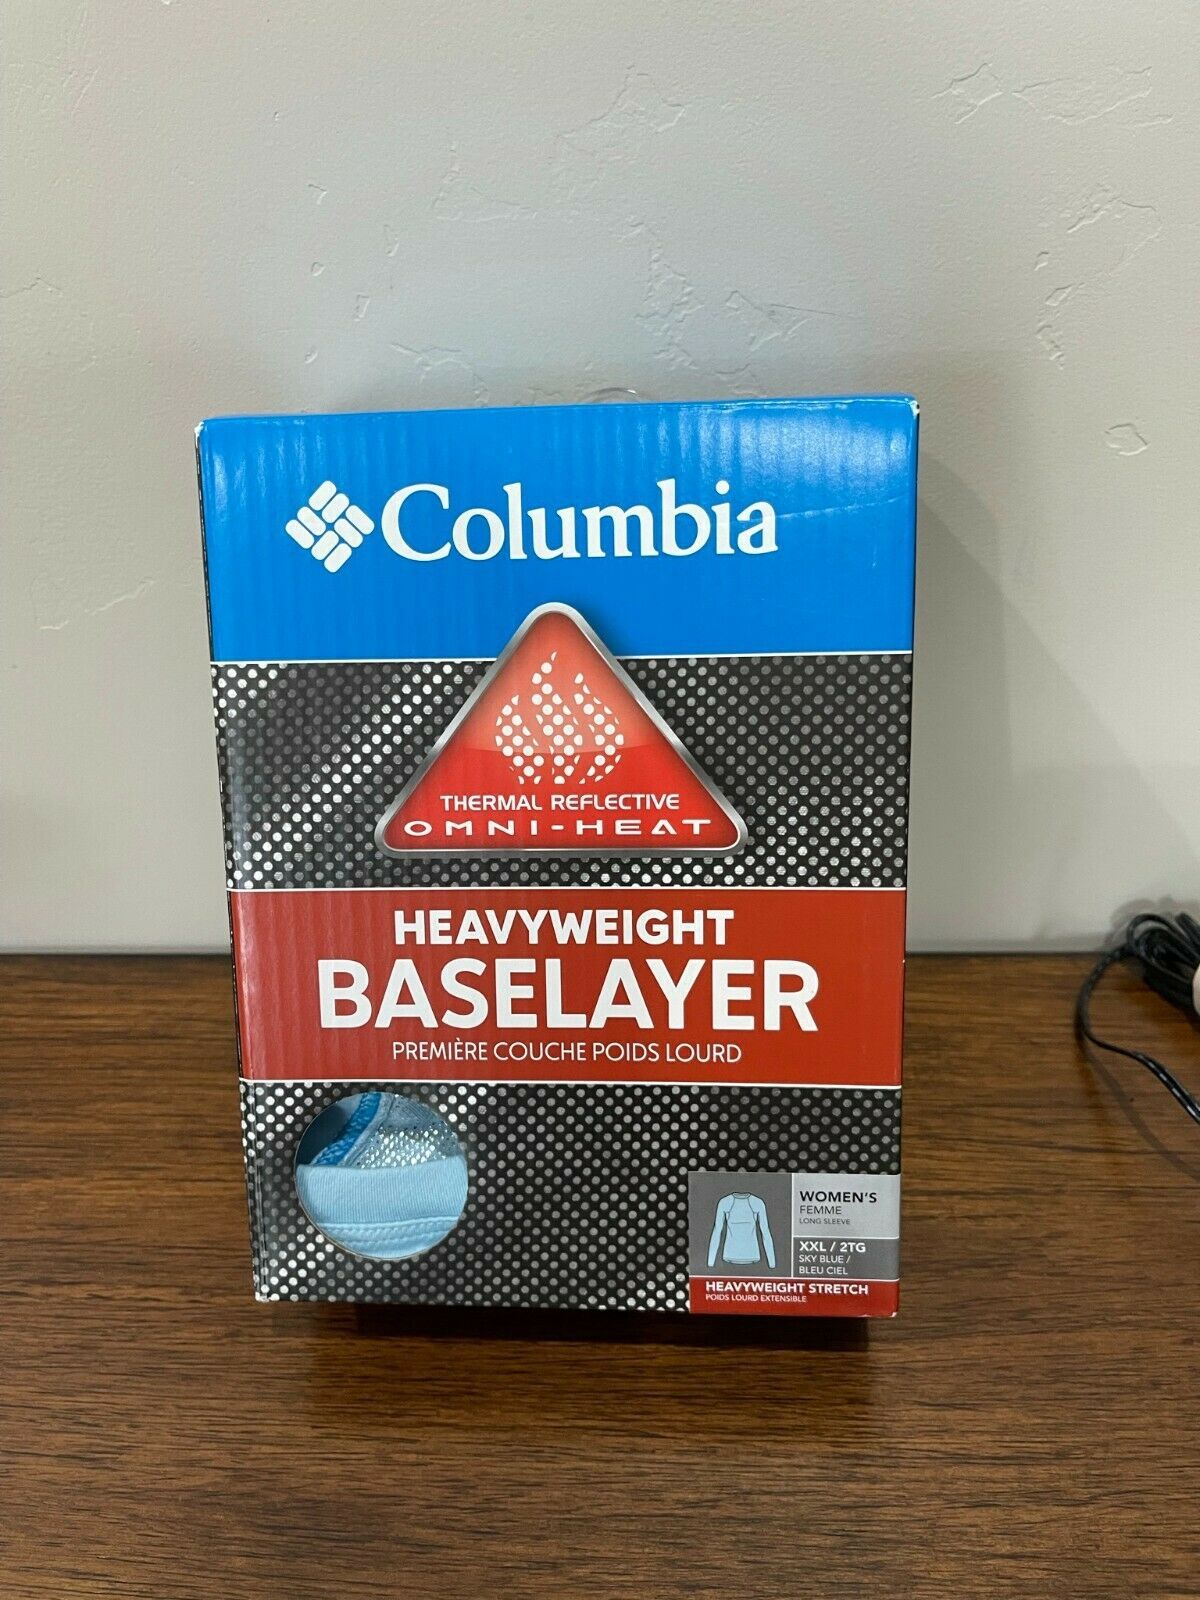 Columbia
THERMAL REFLECTIVE
OMNI-HEAT
HEAVYWEIGHT
BASELAYER
PREMIÈRE COUCHE POIDS LOURD
WOMEN'S
FEMME
LONG SLEEVE
XXL / 2TG
SKY BLUE /
BLEU CIEL
HEAVYWEIGHT STRETCH
POIDS LOURD EXTENSIBLE